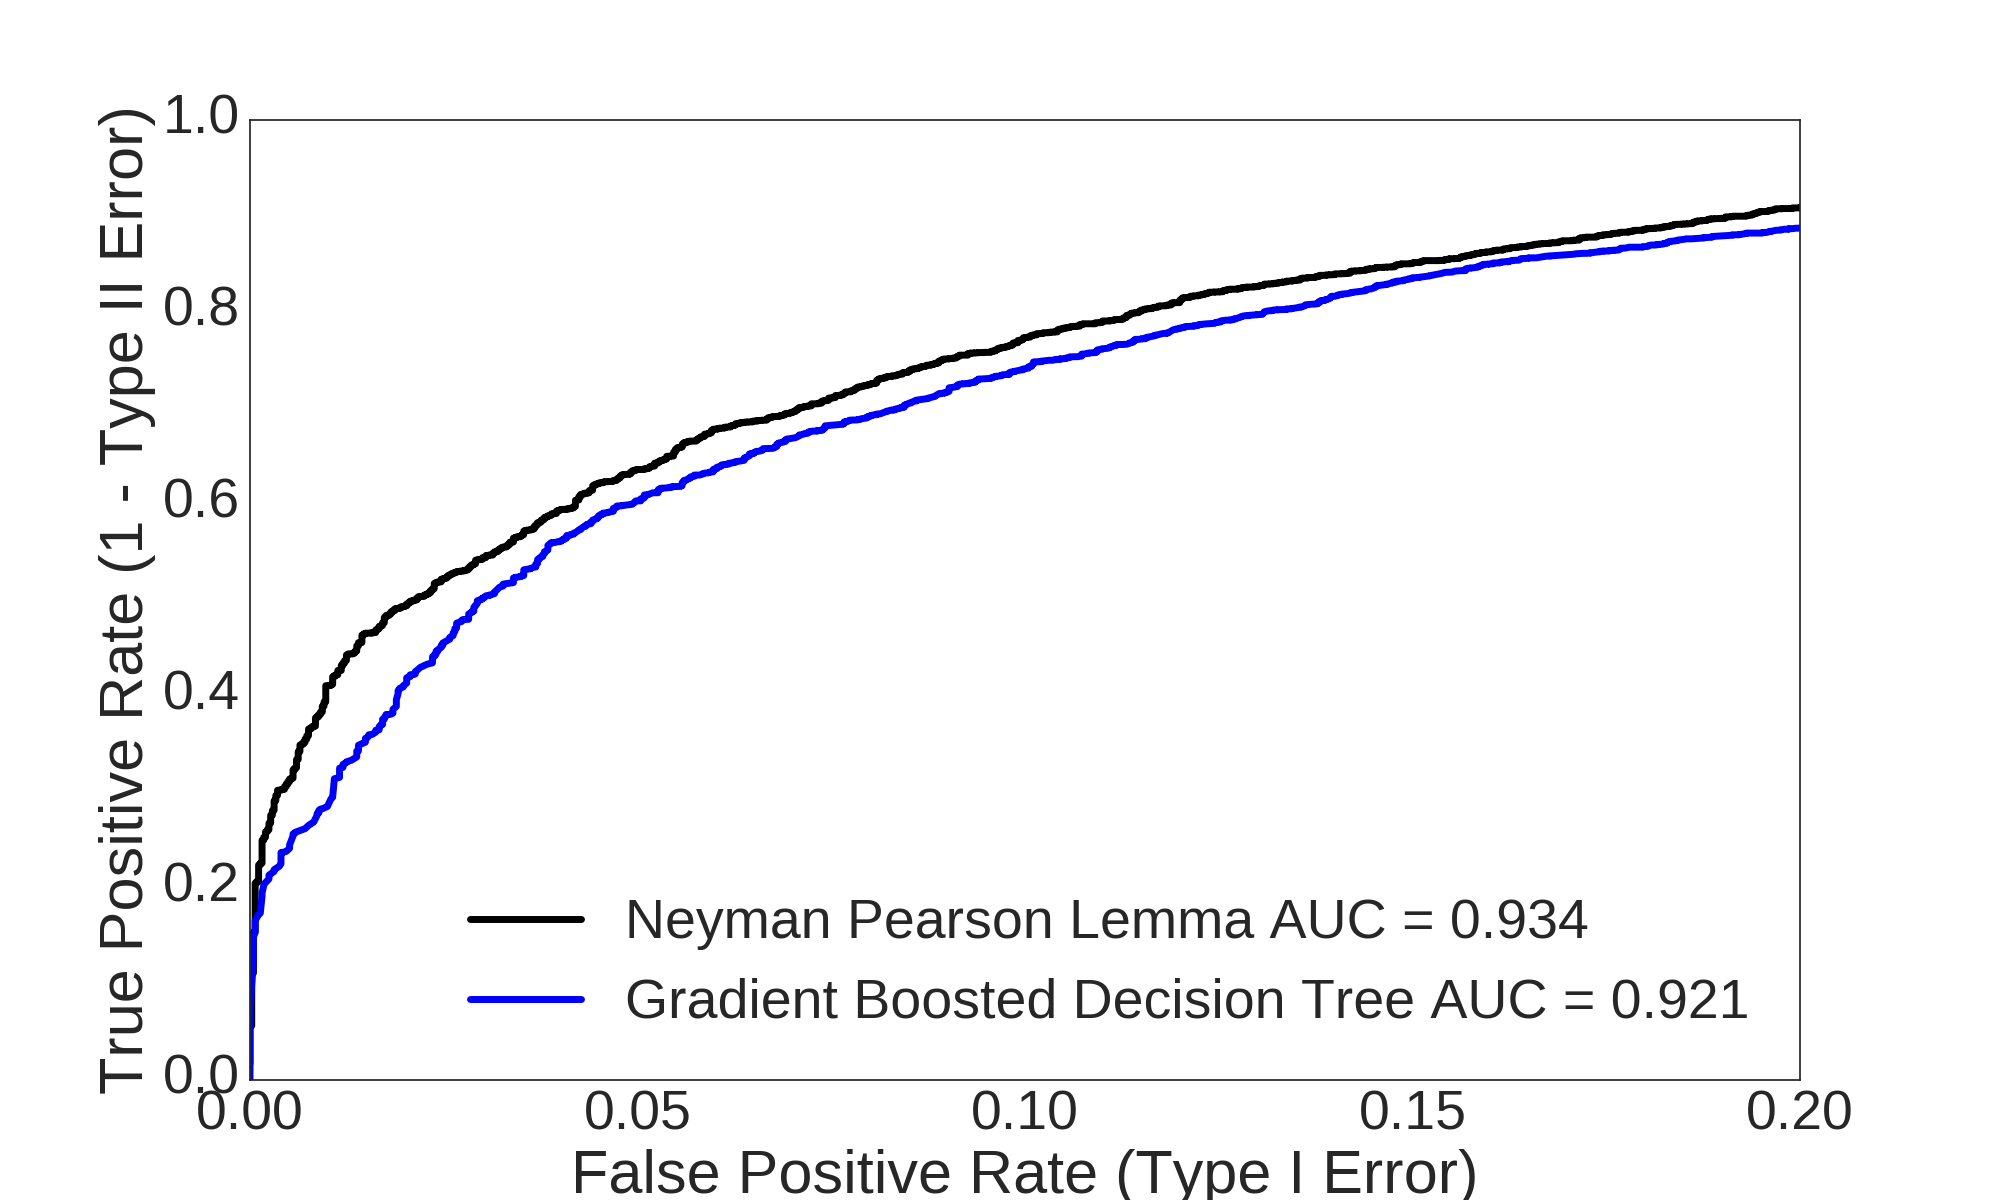 True Positive Rate (1 - Type II Error)
1.0
0.8
0.6
0.4
0.2
0.0
Neyman Pearson Lemma AUC = 0.934
Gradient Boosted Decision Tree AUC = 0.921
0.00 0.05 0.10 0.15 0.20
False Positive Rate (Type I Error)